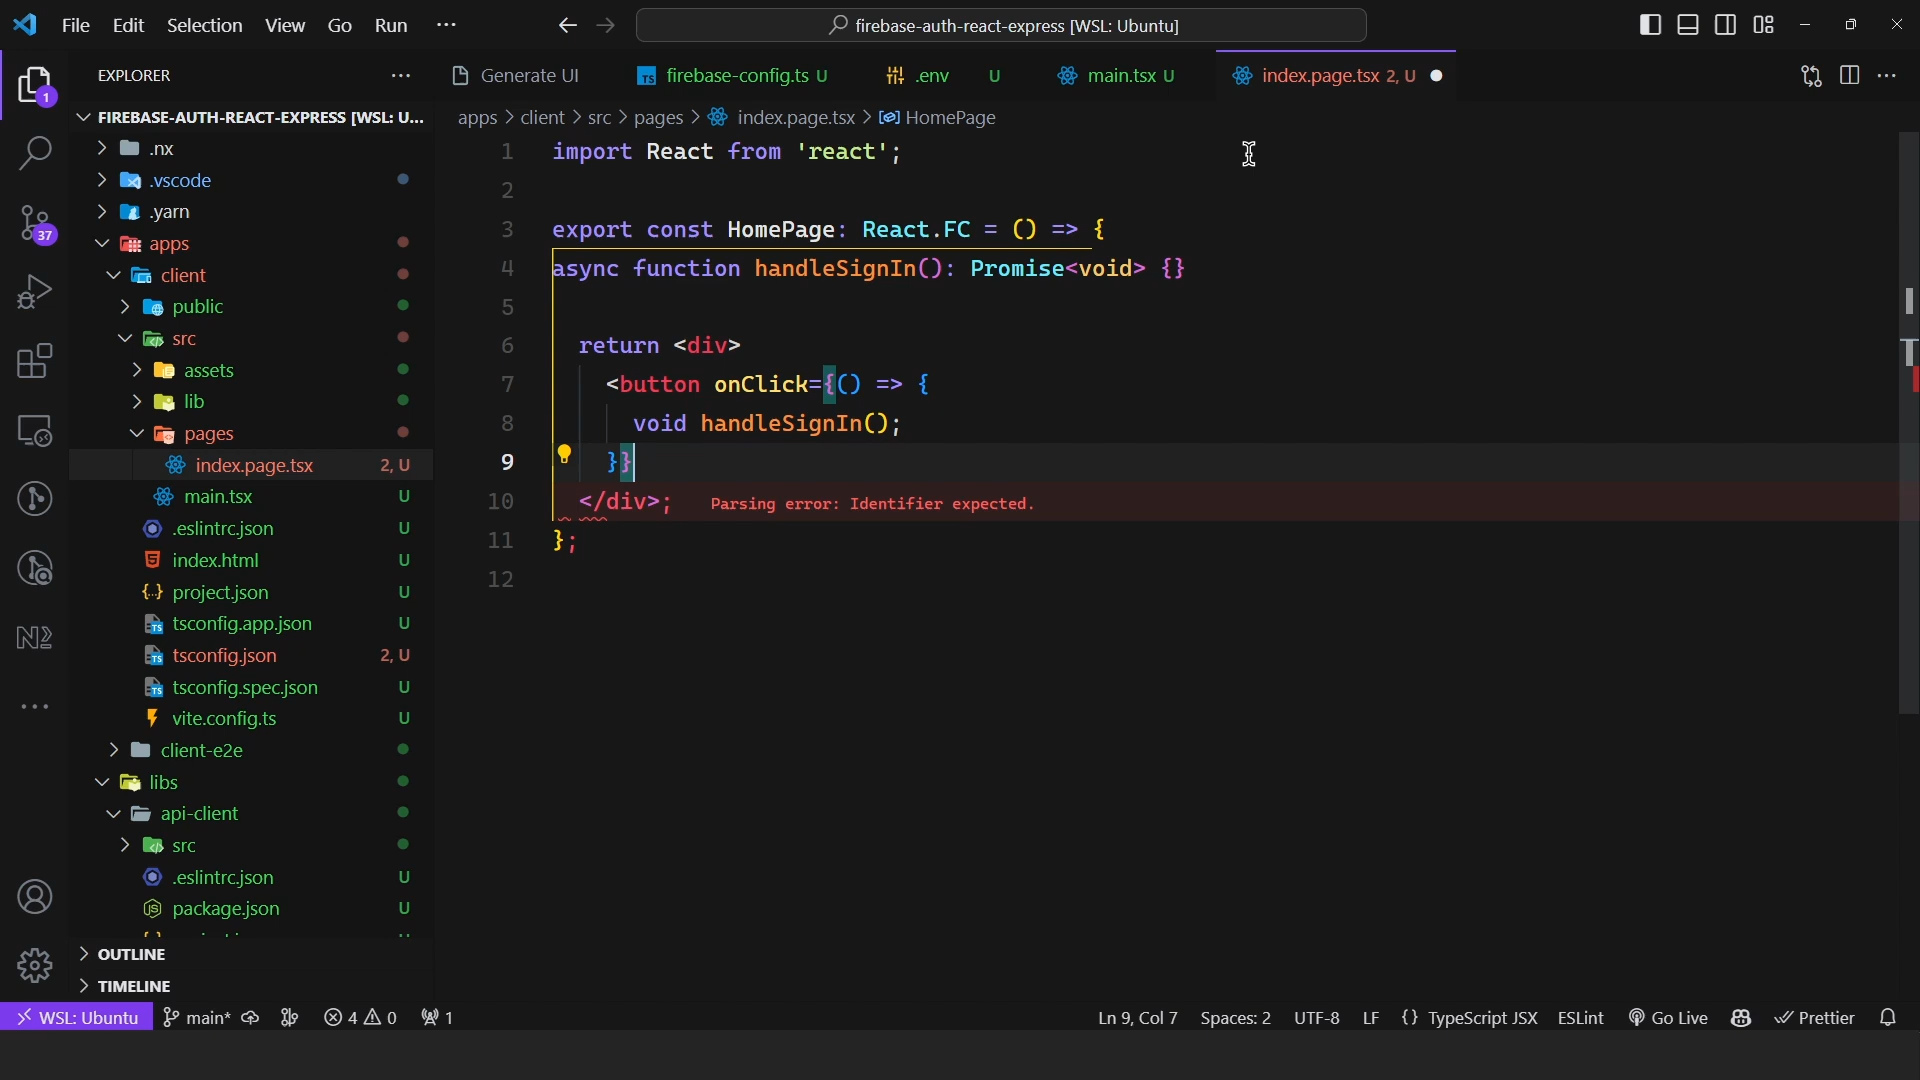 File Edit Selection View Go Run ···
firebase-auth-react-express [WSL: Ubuntu]
EXPLORER ···
Generate UI
firebase-config.ts U
.env U
main.tsx U
index.page.tsx 2, U
1
37
FIREBASE-AUTH-REACT-EXPRESS [WSL: U...
apps > client > src > pages > index.page.tsx > HomePage
.nx
.vscode
.yarn
apps
client
public
src
assets
lib
pages
index.page.tsx 2, U
main.tsx U
.eslintrc.json U
index.html U
project.json U
tsconfig.app.json U
tsconfig.json 2, U
tsconfig.spec.json U
vite.config.ts U
client-e2e
libs
api-client
src
.eslintrc.json U
package.json U
OUTLINE
TIMELINE
1 import React from 'react';
2
3 export const HomePage: React.FC = () => {
4 async function handleSignIn(): Promise<void> {}
5
6 return <div>
7 <button onClick={() => {
8 void handleSignIn();
9 }}
10 </div>; Parsing error: Identifier expected.
11 };
12
WSL: Ubuntu main* 4 0 1 Ln 9, Col 7 Spaces: 2 UTF-8 LF {} TypeScript JSX ESLint Go Live Prettier